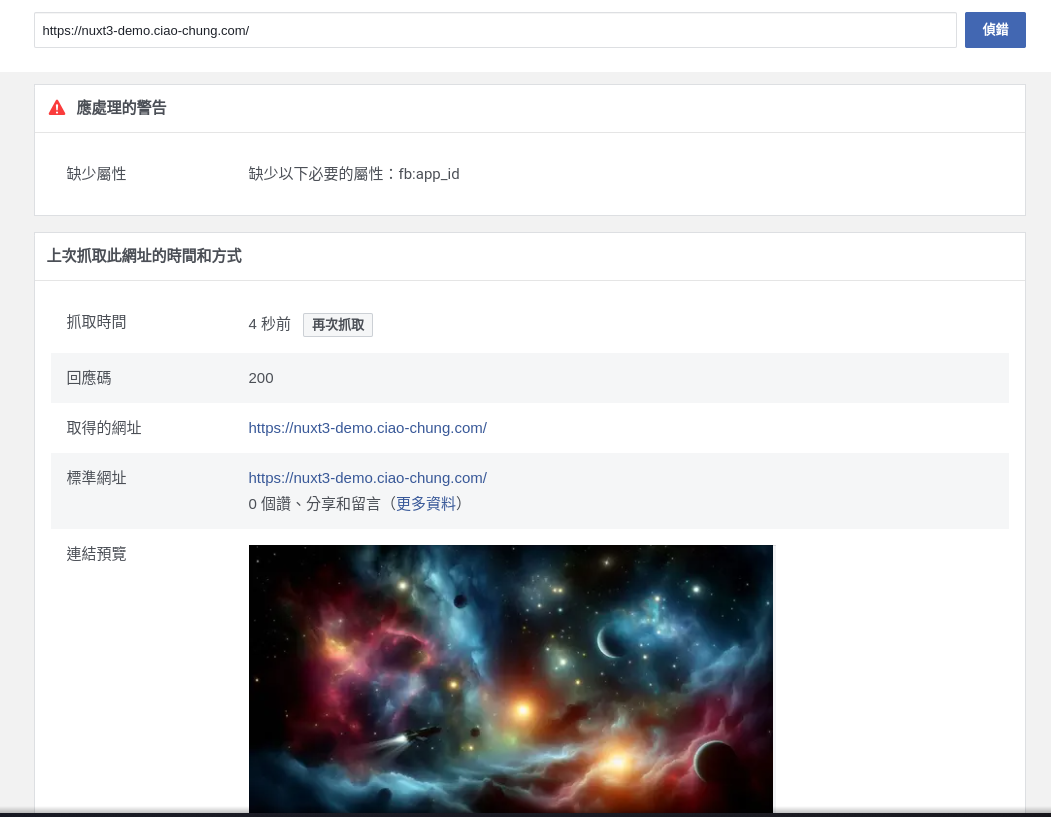 https://nuxt3-demo.ciao-chung.com/
偵錯
應處理的警告
缺少屬性
缺少以下必要的屬性：fb:app_id
上次抓取此網址的時間和方式
抓取時間
4 秒前
再次抓取
回應碼
200
取得的網址
https://nuxt3-demo.ciao-chung.com/
標準網址
https://nuxt3-demo.ciao-chung.com/
0 個讚、分享和留言（更多資料）
連結預覽